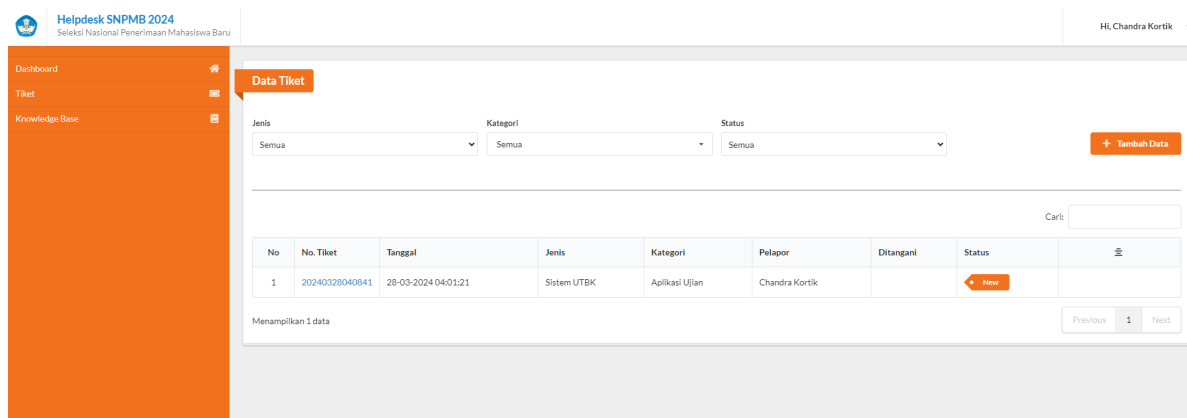 Helpdesk SNPMB 2024
Seleksi Nasional Penerimaan Mahasiswa Baru
Hi, Chandra Kortik
Dashboard
Tiket
Knowledge Base
Data Tiket
Jenis Kategori Status
Semua Semua Semua + Tambah Data
Cari:
No No. Tiket Tanggal Jenis Kategori Pelapor Ditangani Status
1 20240328040841 28-03-2024 04:01:21 Sistem UTBK Aplikasi Ujian Chandra Kortik New
Menampilkan 1 data Previous 1 Next